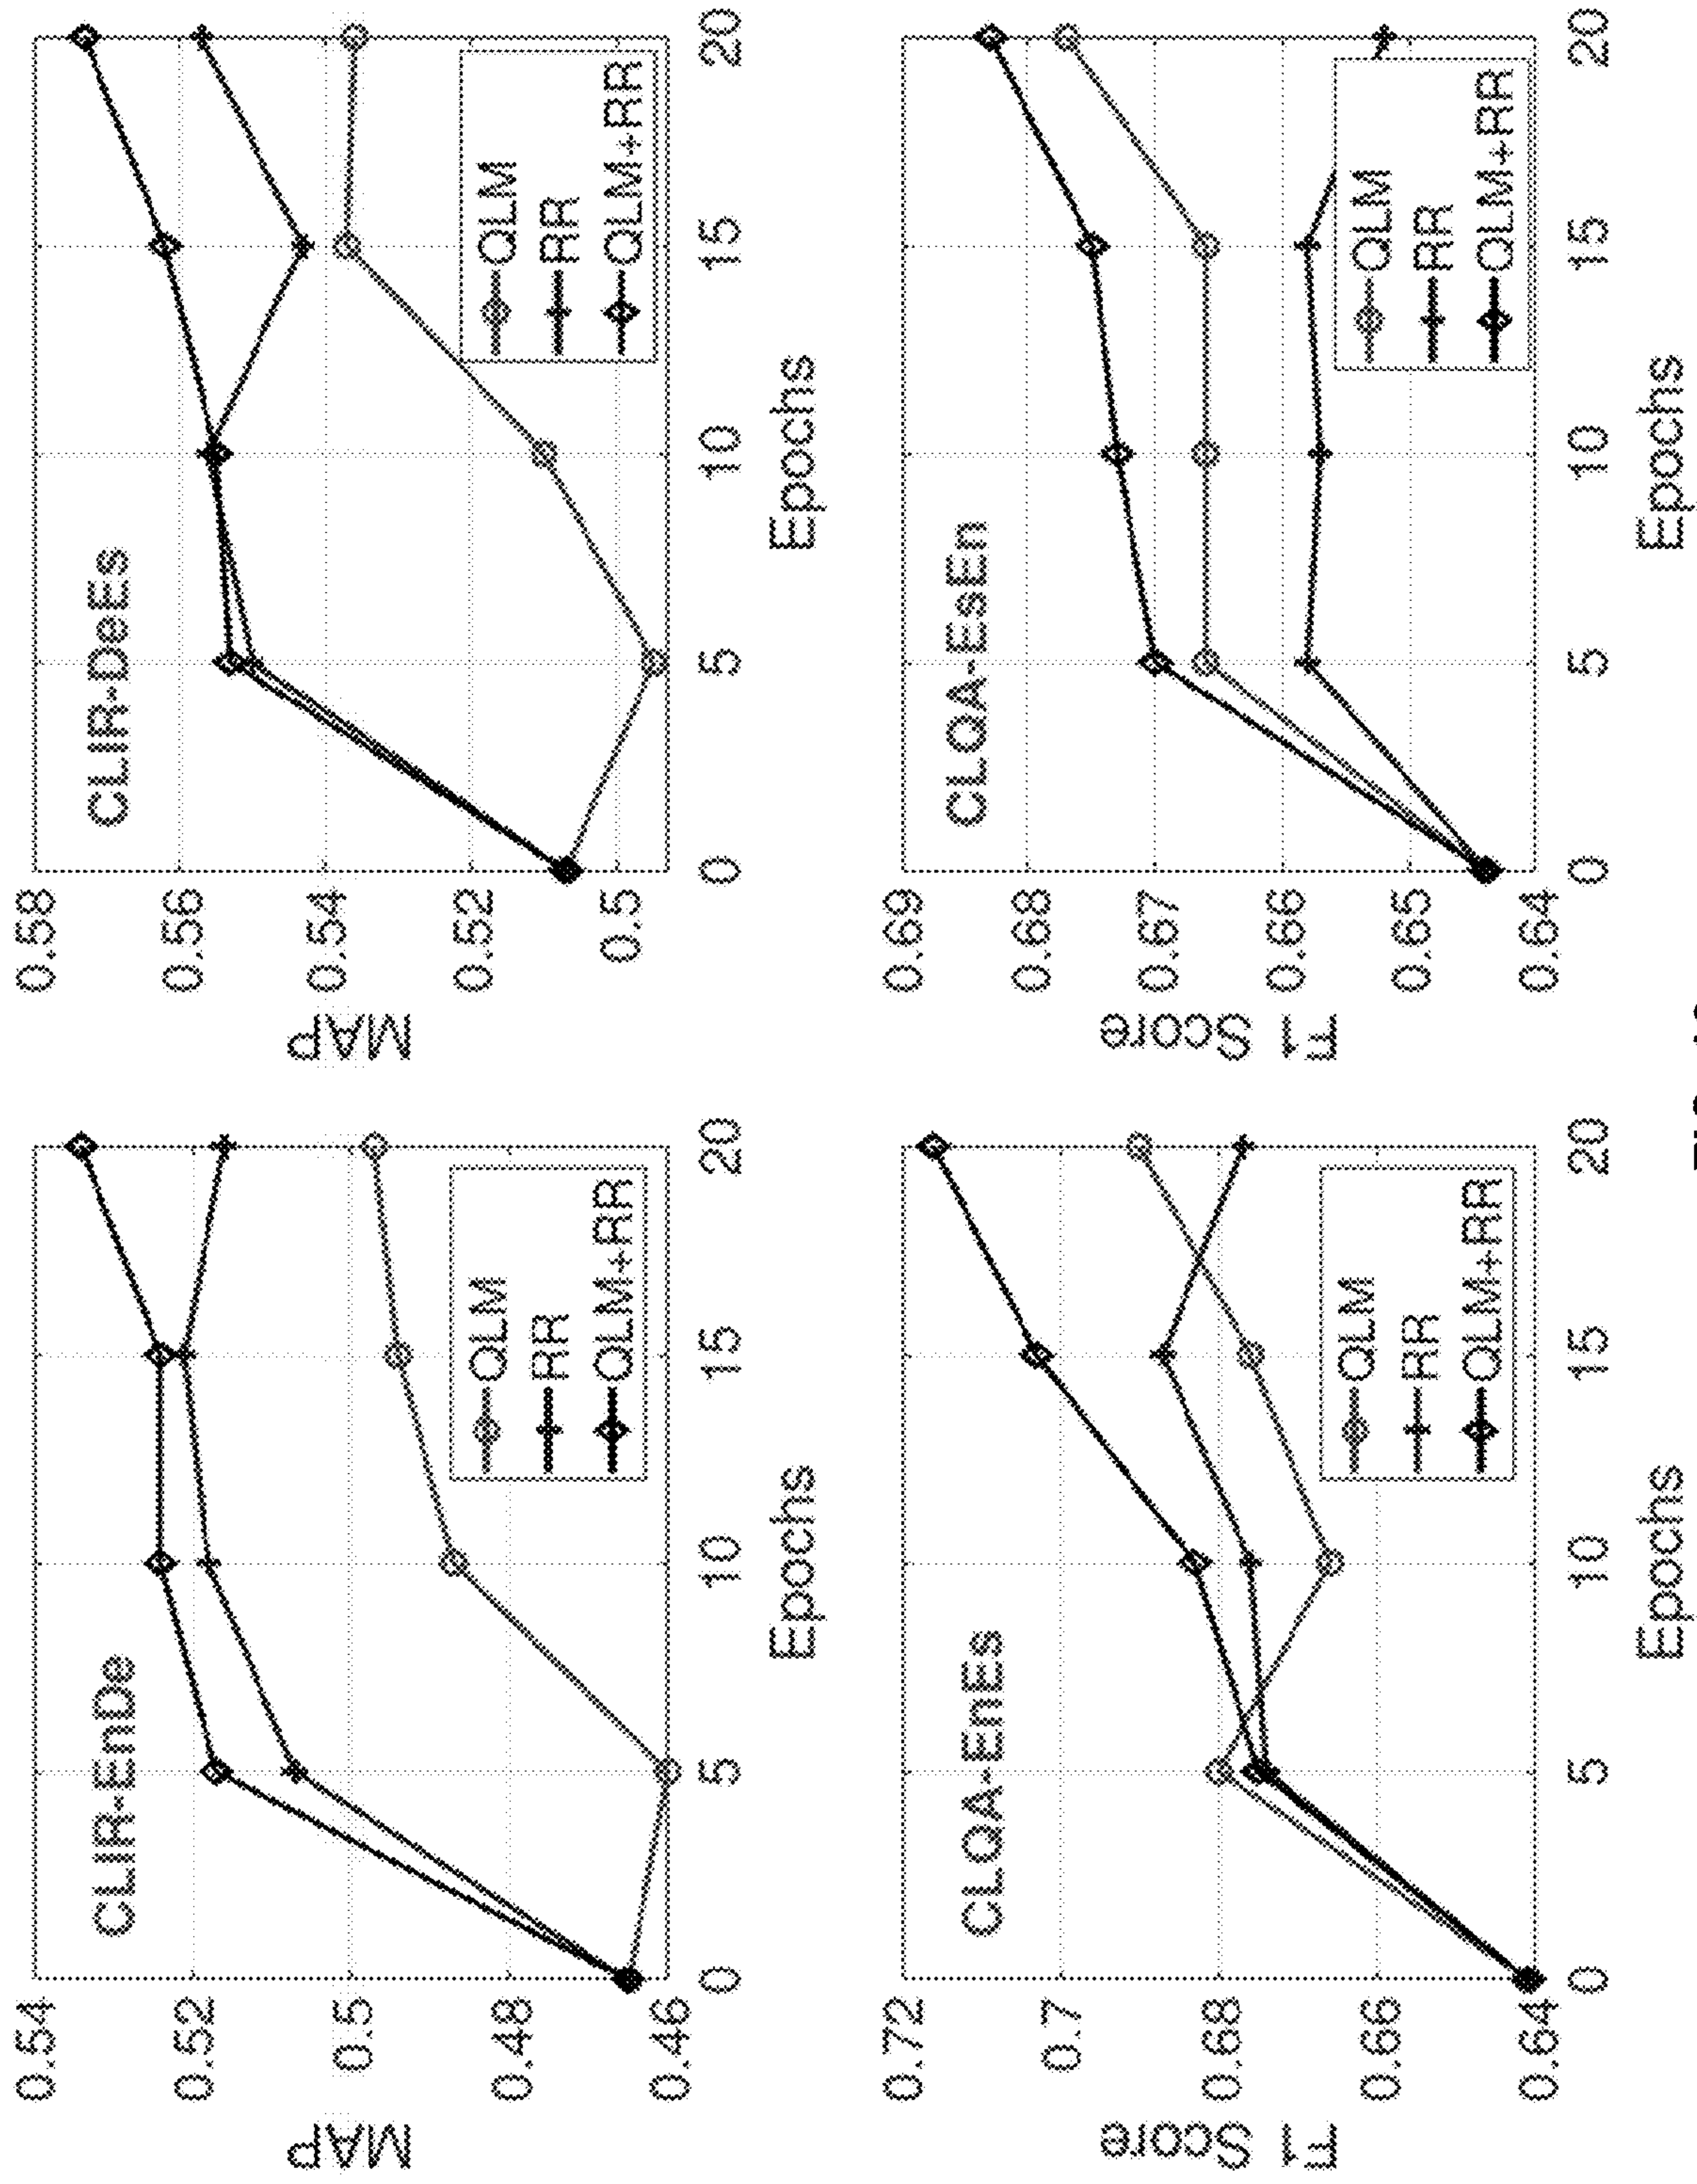 0.54
0.52
0.5
0.48
0.46
MAP
CLIR-EnDe
QLM
RR
QLM+RR
0 5 10 15 20
Epochs
0.58
0.56
0.54
0.52
0.5
MAP
CLIR-DeEs
QLM
RR
QLM+RR
0 5 10 15 20
Epochs
0.72
0.7
0.68
0.66
0.64
F1 Score
CLQA-EnEs
QLM
RR
QLM+RR
0 5 10 15 20
Epochs
0.69
0.68
0.67
0.66
0.65
0.64
F1 Score
CLQA-EsEn
QLM
RR
QLM+RR
0 5 10 15 20
Epochs